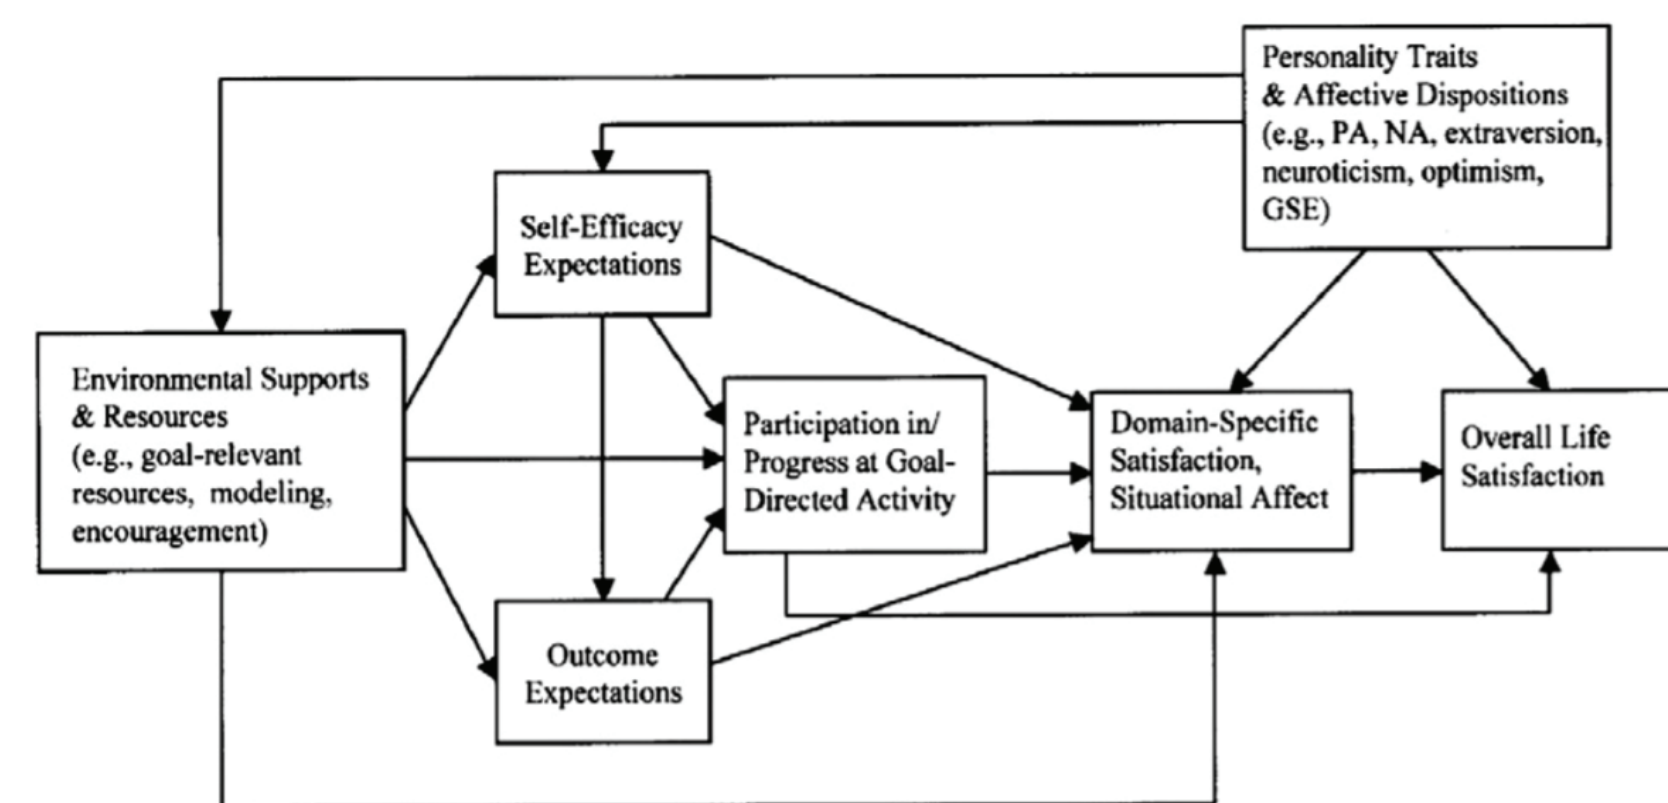 Personality Traits
& Affective Dispositions
(e.g., PA, NA, extraversion,
neuroticism, optimism,
GSE)
Self-Efficacy
Expectations
Environmental Supports
& Resources
(e.g., goal-relevant
resources, modeling,
encouragement)
Participation in/
Progress at Goal-
Directed Activity
Domain-Specific
Satisfaction,
Situational Affect
Overall Life
Satisfaction
Outcome
Expectations